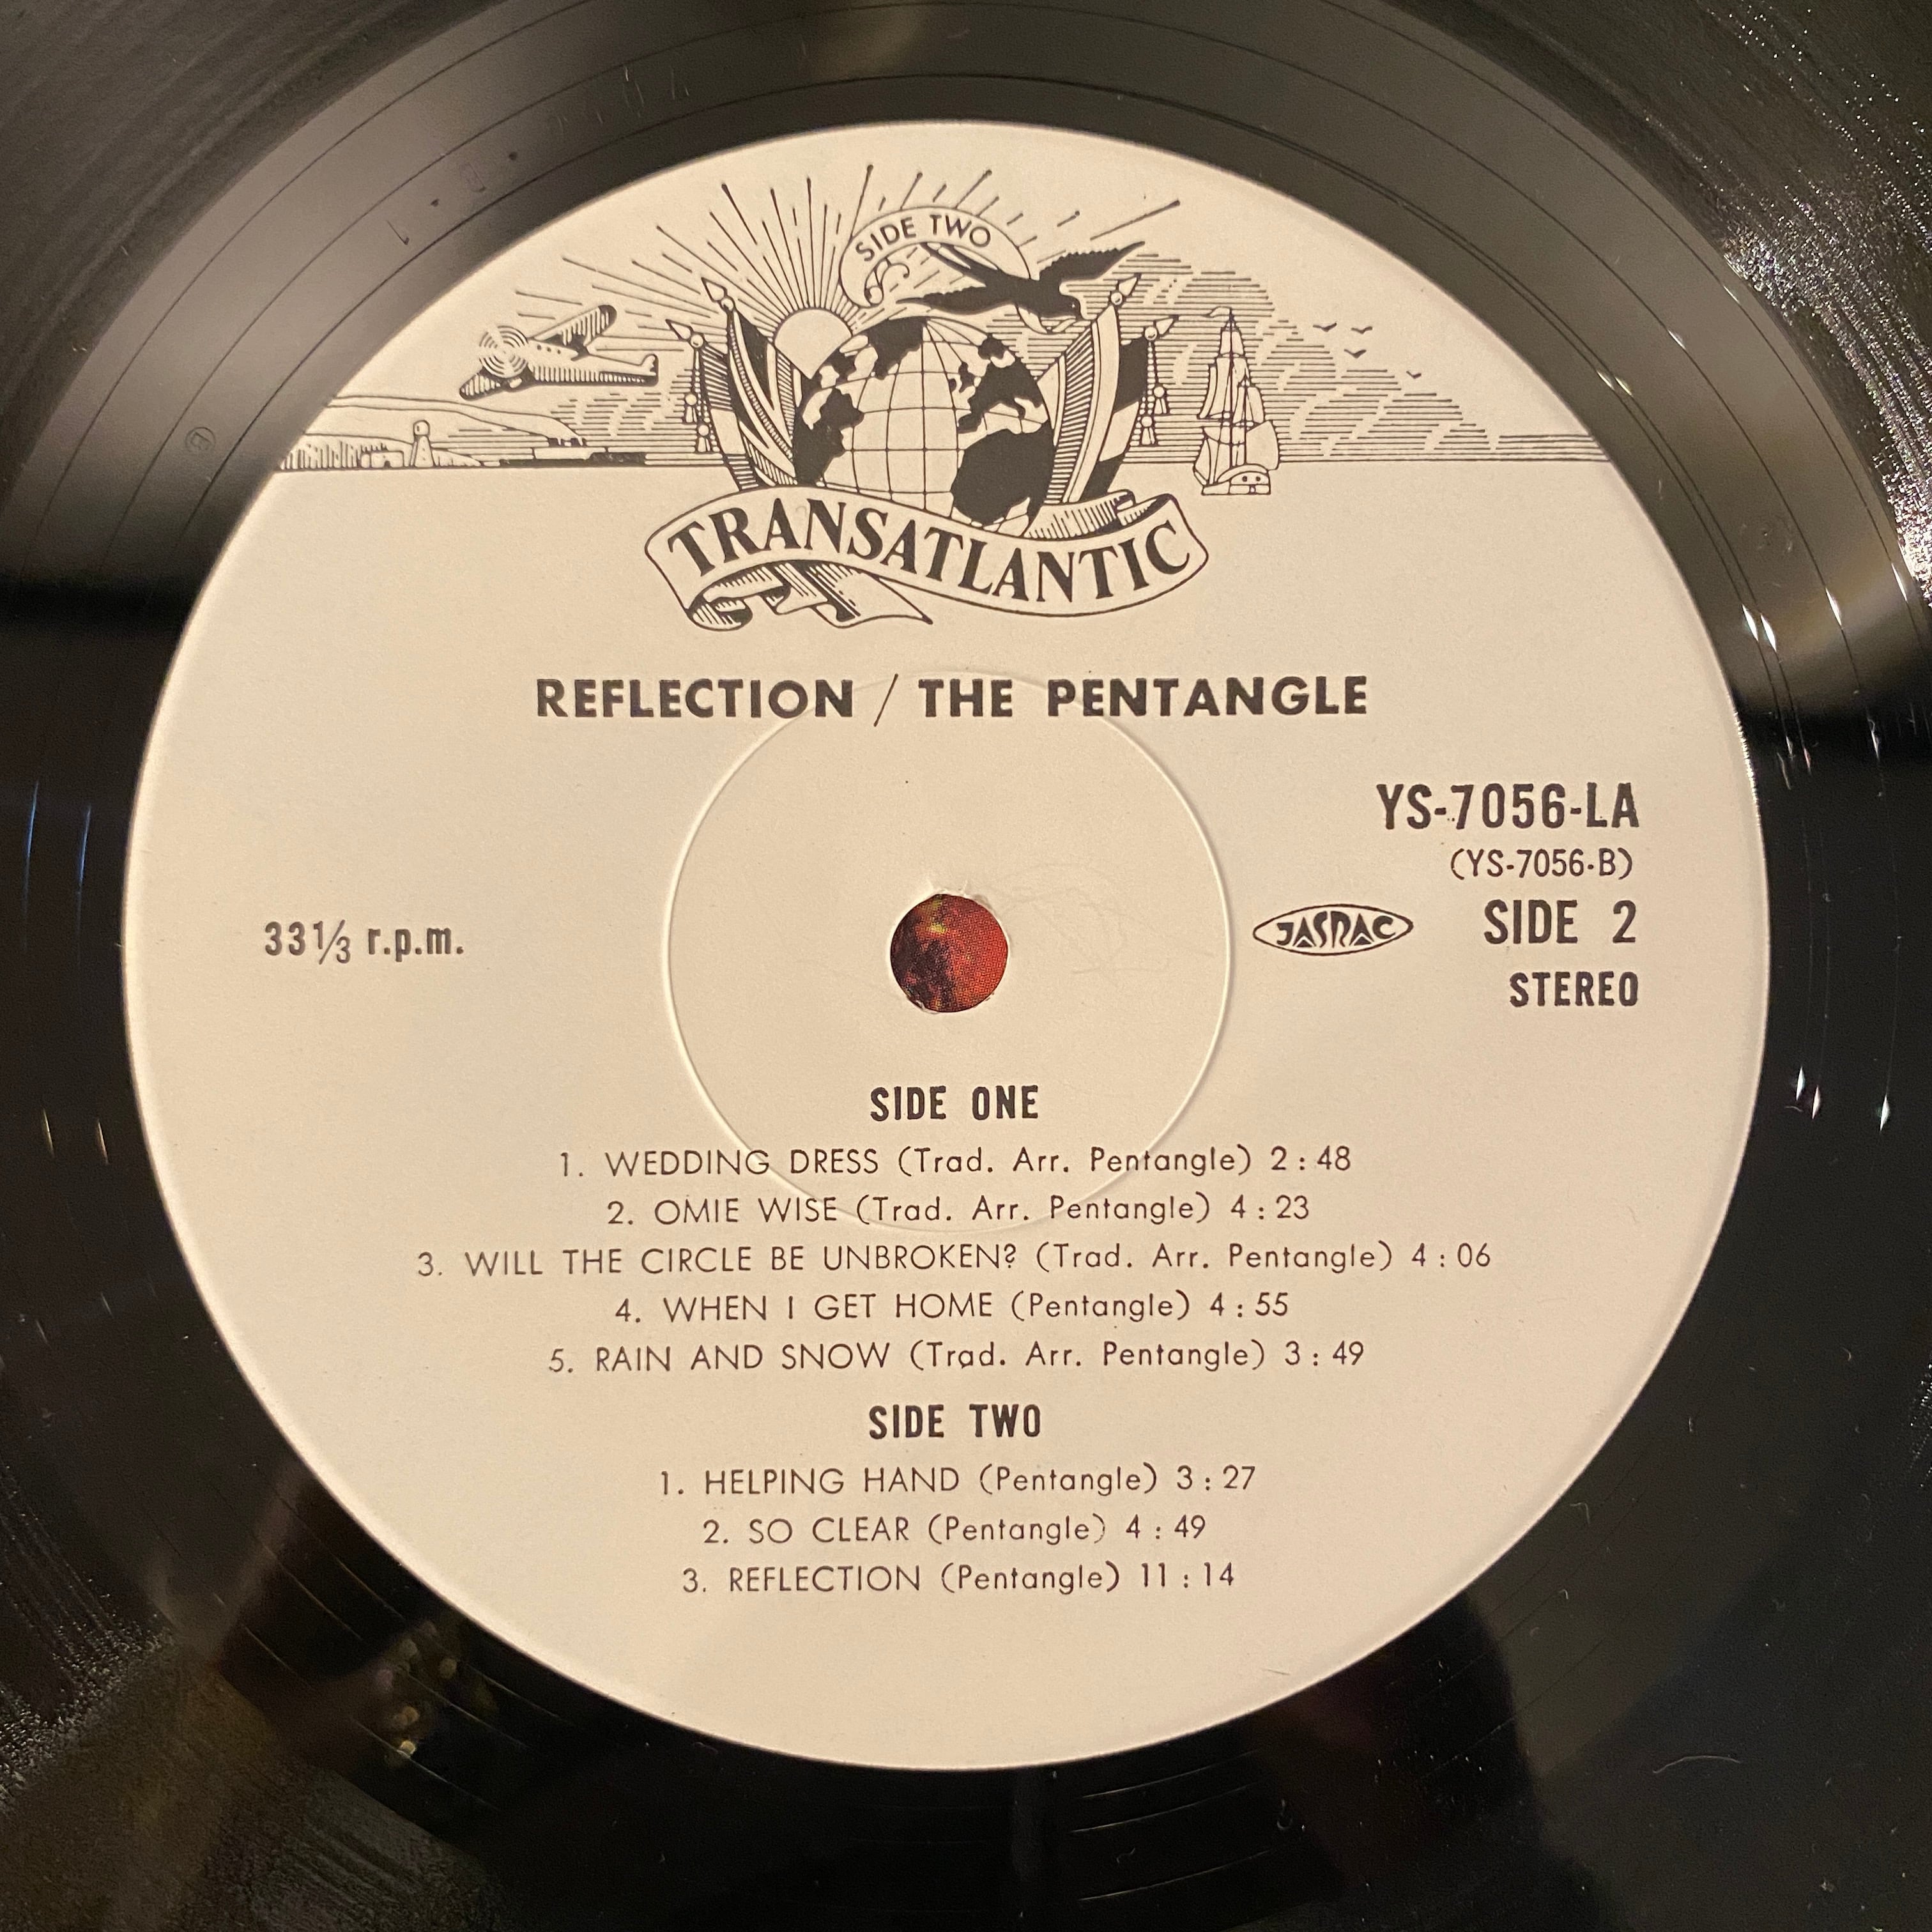 SIDE TWO
TRANSATLANTIC
REFLECTION / THE PENTANGLE
YS-7056-LA
(YS-7056-B)
33⅓ r.p.m.
JASRAC
SIDE 2
STEREO
SIDE ONE
1. WEDDING DRESS (Trad. Arr. Pentangle) 2 : 48
2. OMIE WISE (Trad. Arr. Pentangle) 4 : 23
3. WILL THE CIRCLE BE UNBROKEN? (Trad. Arr. Pentangle) 4 : 06
4. WHEN I GET HOME (Pentangle) 4 : 55
5. RAIN AND SNOW (Trad. Arr. Pentangle) 3 : 49
SIDE TWO
1. HELPING HAND (Pentangle) 3 : 27
2. SO CLEAR (Pentangle) 4 : 49
3. REFLECTION (Pentangle) 11 : 14